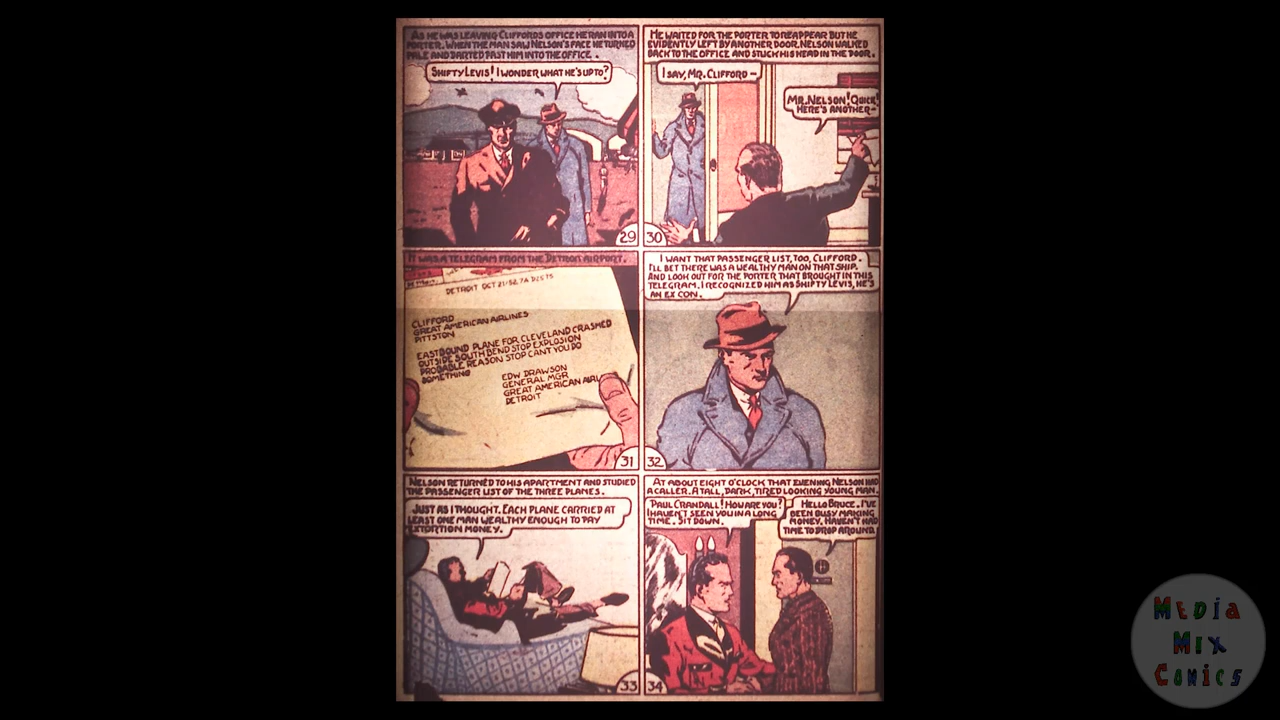 AS HE WAS LEAVING CLIFFORDS OFFICE HE RAN INTO A
PORTER. WHEN THE MAN SAW NELSON'S FACE HE TURNED
PALE AND DARTED PAST HIM INTO THE OFFICE.
SHIFTY LEVIS! I WONDER WHAT HE'S UP TO?
29
HE WAITED FOR THE PORTER TO REAPPEAR BUT HE
EVIDENTLY LEFT BY ANOTHER DOOR. NELSON WALKED
BACK TO THE OFFICE AND STUCK HIS HEAD IN THE DOOR.
I SAY, MR. CLIFFORD -
MR. NELSON! QUICK!
HERE'S ANOTHER-
30
IT WAS A TELEGRAM FROM THE DETROIT AIRPORT.
DETROIT OCT 21-52.7A
CLIFFORD
GREAT AMERICAN AIRLINES
PITTSTON
EASTBOUND PLANE FOR CLEVELAND CRASHED
OUTSIDE SOUTH BEND STOP EXPLOSION
PROBABLE REASON STOP CANT YOU DO
SOMETHING
EDW DRAWSON
GENERAL MGR
GREAT AMERICAN AIRL
DETROIT
31
I WANT THAT PASSENGER LIST, TOO, CLIFFORD.
I'LL BET THERE WAS A WEALTHY MAN ON THAT SHIP.
AND LOOK OUT FOR THE PORTER THAT BROUGHT IN THIS
TELEGRAM. I RECOGNIZED HIM AS SHIFTY LEVIS, HE'S
AN EX CON.
32
NELSON RETURNED TO HIS APARTMENT AND STUDIED
THE PASSENGER LIST OF THE THREE PLANES.
JUST AS I THOUGHT. EACH PLANE CARRIED AT
LEAST ONE MAN WEALTHY ENOUGH TO PAY
EXTORTION MONEY.
33
AT ABOUT EIGHT O'CLOCK THAT EVENING NELSON HAD
A CALLER. A TALL, DARK, TIRED LOOKING YOUNG MAN.
PAUL CRANDALL! HOW ARE YOU?
I HAVEN'T SEEN YOU IN A LONG
TIME. SIT DOWN.
HELLO BRUCE. I'VE
BEEN BUSY MAKING
MONEY. HAVEN'T HAD
TIME TO DROP AROUND
34
MEDIA
MIX
COMICS